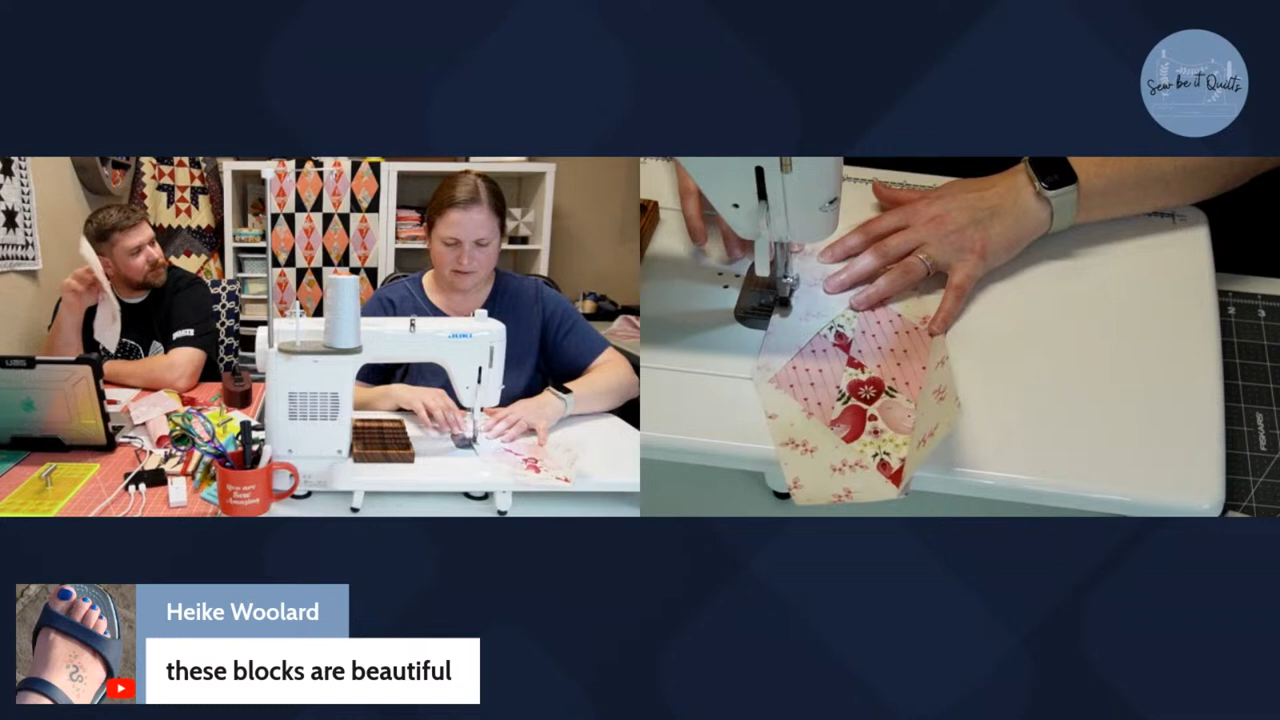 Sew be it Quilts
JUKI
You are
Sew
Amazing
FISKARS
Heike Woolard
these blocks are beautiful